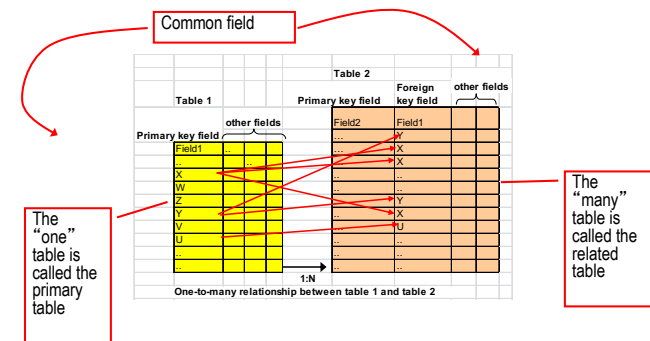 Common field
Table 2
Foreign
other fields
Table 1
Primary key field
key field
other fields
Field2
Field1
Primary key field
...
Y
Field1
..
...
X
..
..
...
X
X
..
..
W
..
..
Z
..
Y
Y
..
X
V
...
U
U
..
..
..
..
..
..
..
..
1:N
One-to-many relationship between table 1 and table 2
The
“one”
table is
called the
primary
table
The
“many”
table is
called the
related
table